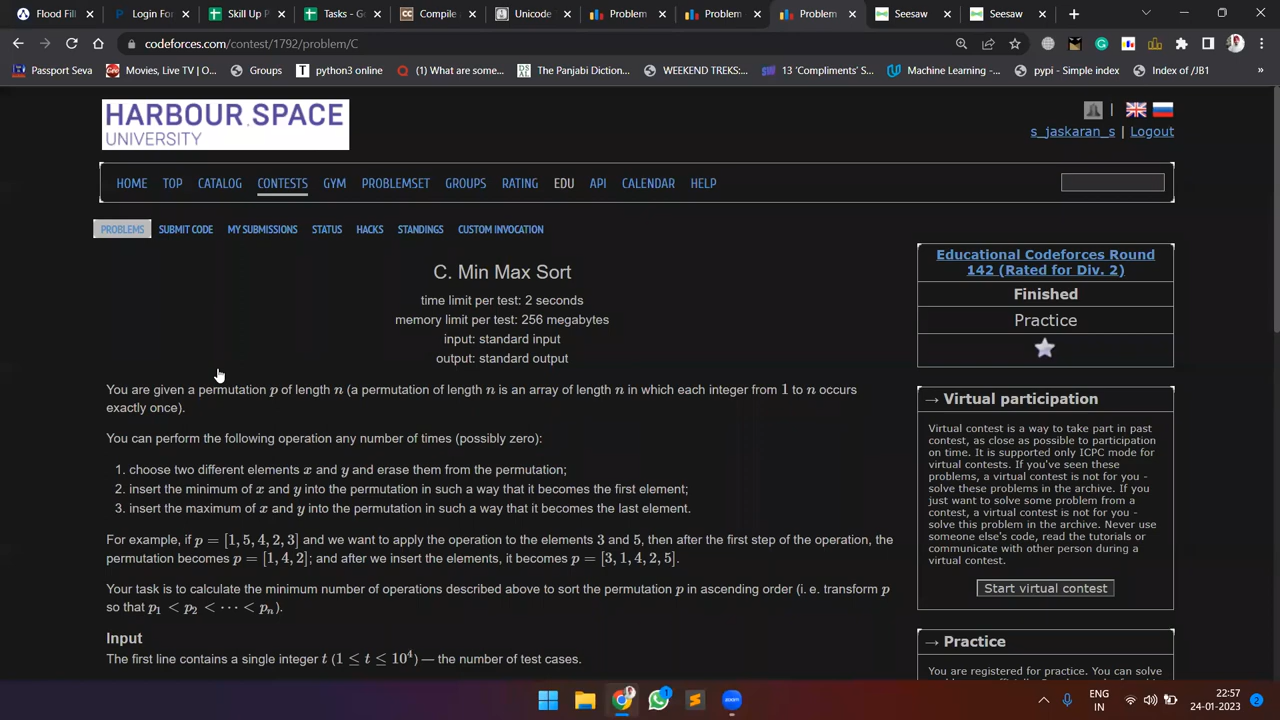 Flood Fill
Login For
Skill Up P
Tasks - Go
Compile A
Unicode
Problem
Problem
Problem
Seesaw
Seesaw
codeforces.com/contest/1792/problem/C
Passport Seva
Movies, Live TV | O...
Groups
python3 online
(1) What are some...
The Panjabi Diction...
WEEKEND TREKS:...
13 'Compliments' S...
Machine Learning -...
pypi - Simple index
Index of /JB1
HARBOUR.SPACE
UNIVERSITY
s_jaskaran_s | Logout
HOME TOP CATALOG CONTESTS GYM PROBLEMSET GROUPS RATING EDU API CALENDAR HELP
PROBLEMS SUBMIT CODE MY SUBMISSIONS STATUS HACKS STANDINGS CUSTOM INVOCATION
C. Min Max Sort
time limit per test: 2 seconds
memory limit per test: 256 megabytes
input: standard input
output: standard output
You are given a permutation p of length n (a permutation of length n is an array of length n in which each integer from 1 to n occurs
exactly once).
You can perform the following operation any number of times (possibly zero):
1. choose two different elements x and y and erase them from the permutation;
2. insert the minimum of x and y into the permutation in such a way that it becomes the first element;
3. insert the maximum of x and y into the permutation in such a way that it becomes the last element.
For example, if p = [1, 5, 4, 2, 3] and we want to apply the operation to the elements 3 and 5, then after the first step of the operation, the
permutation becomes p = [1, 4, 2]; and after we insert the elements, it becomes p = [3, 1, 4, 2, 5].
Your task is to calculate the minimum number of operations described above to sort the permutation p in ascending order (i. e. transform p
so that p₁ < p₂ < ⋯ < pₙ).
Input
The first line contains a single integer t (1 ≤ t ≤ 10⁴) — the number of test cases.
Educational Codeforces Round
142 (Rated for Div. 2)
Finished
Practice
→ Virtual participation
Virtual contest is a way to take part in past
contest, as close as possible to participation
on time. It is supported only ICPC mode for
virtual contests. If you've seen these
problems, a virtual contest is not for you -
solve these problems in the archive. If you
just want to solve some problem from a
contest, a virtual contest is not for you -
solve this problem in the archive. Never use
someone else's code, read the tutorials or
communicate with other person during a
virtual contest.
Start virtual contest
→ Practice
You are registered for practice. You can solve
ENG
IN
22:57
24-01-2023
2
1
zoom